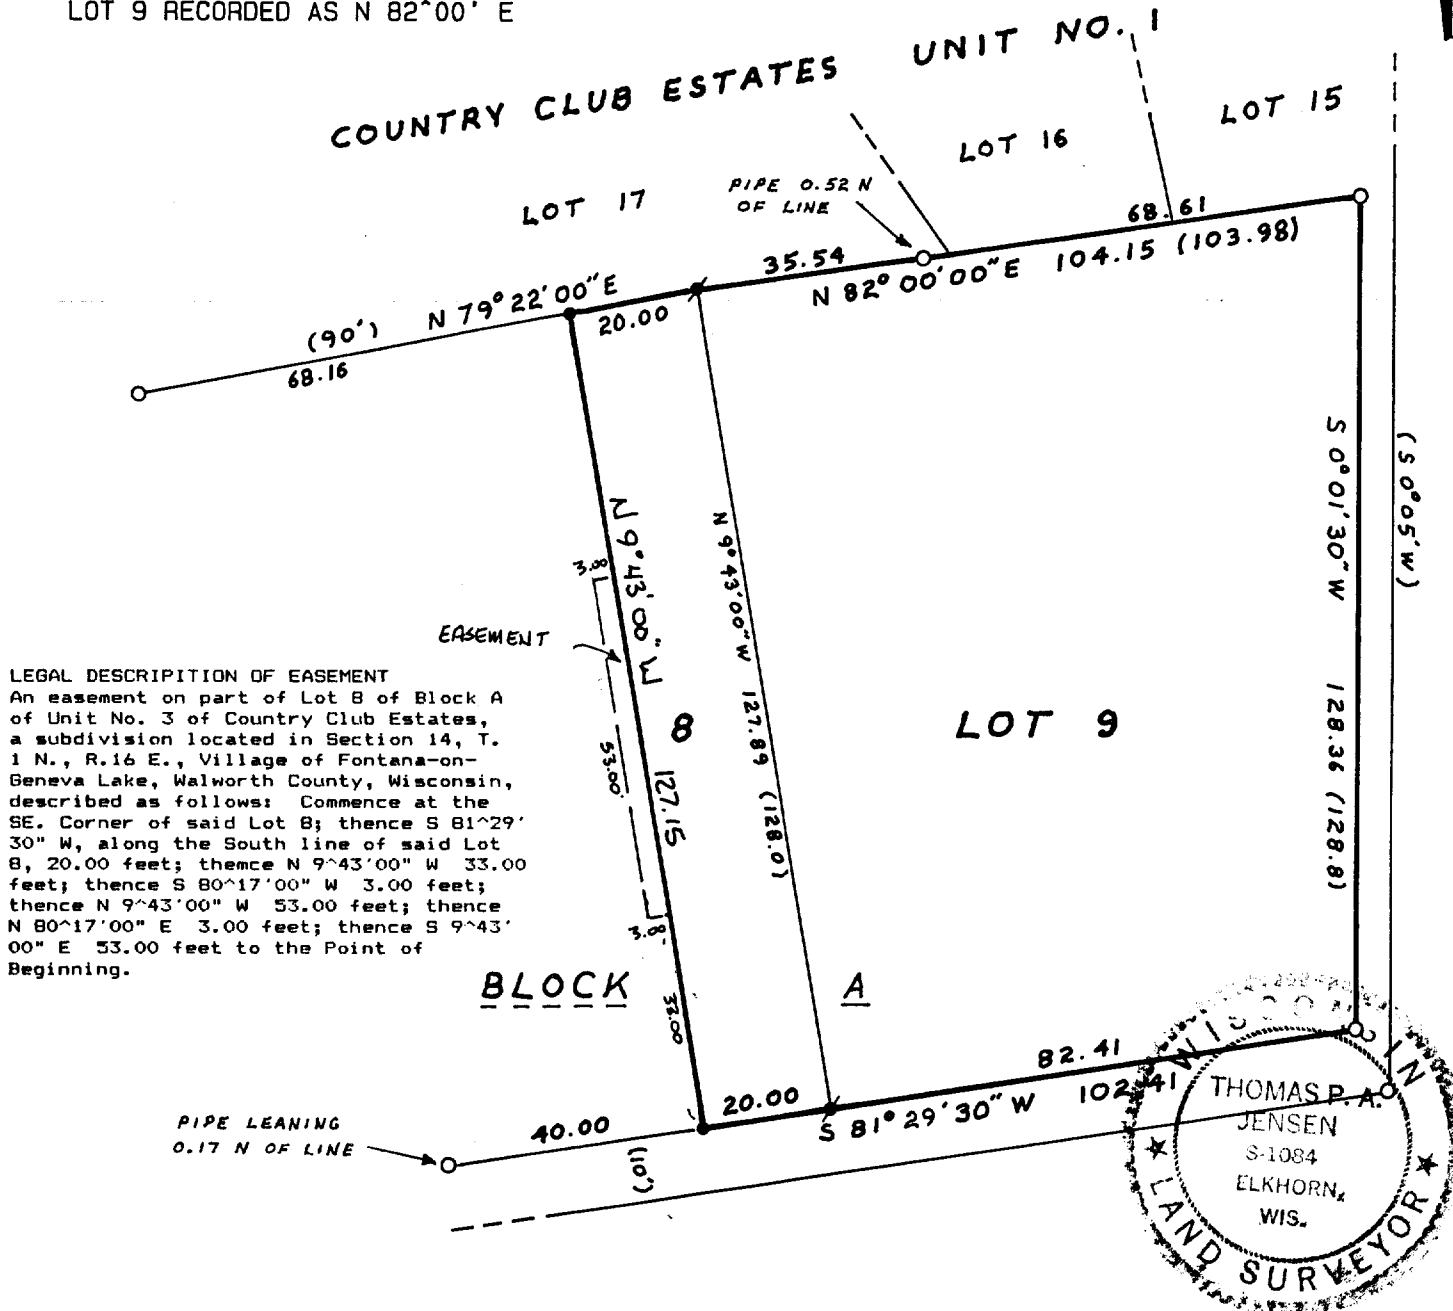 LOT 9 RECORDED AS N 82^00' E
COUNTRY CLUB ESTATES UNIT NO. 1
LOT 15
LOT 16
LOT 17
PIPE 0.52 N
OF LINE
68.61
104.15 (103.98)
35.54
N 82° 00'00" E
N 79° 22'00" E
20.00
(90')
68.16
S 0° 01' 30" W 128.36 (128.8)
(S 0° 05' W)
N 9° 43' 00" W 127.15
N 9° 43' 00" W 127.89 (128.0)
3.00
EASEMENT
8
LOT 9
53.00'
3.00'
33.00
LEGAL DESCRIPITION OF EASEMENT
An easement on part of Lot 8 of Block A
of Unit No. 3 of Country Club Estates,
a subdivision located in Section 14, T.
1 N., R.16 E., Village of Fontana-on-
Geneva Lake, Walworth County, Wisconsin,
described as follows: Commence at the
SE. Corner of said Lot 8; thence S 81^29'
30" W, along the South line of said Lot
8, 20.00 feet; themce N 9^43'00" W 33.00
feet; thence S 80^17'00" W 3.00 feet;
thence N 9^43'00" W 53.00 feet; thence
N 80^17'00" E 3.00 feet; thence S 9^43'
00" E 53.00 feet to the Point of
Beginning.
BLOCK A
82.41
102.41
20.00
S 81° 29' 30" W
40.00
(10')
PIPE LEANING
0.17 N OF LINE
WISCONSIN
THOMAS P. A.
JENSEN
S-1084
ELKHORN,
WIS.
LAND SURVEYOR